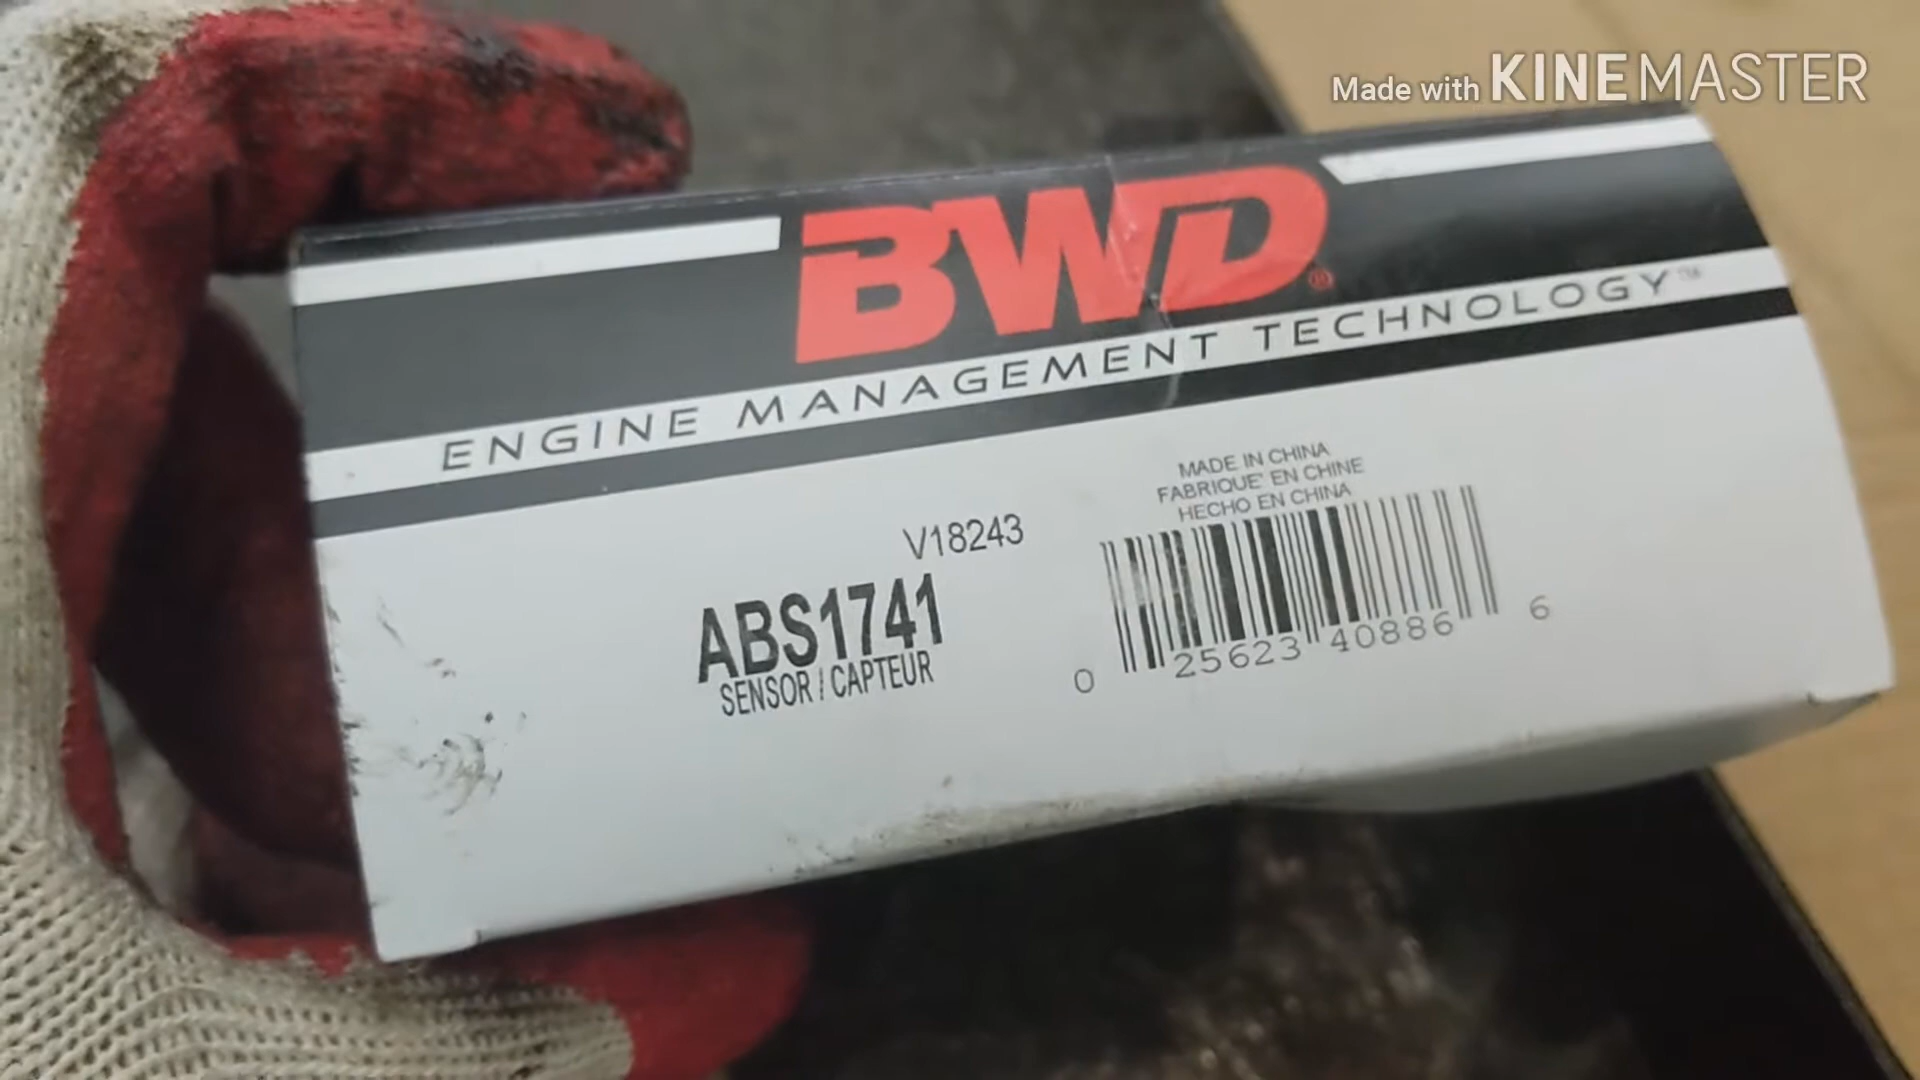 Made with KINEMASTER
BWD®
ENGINE MANAGEMENT TECHNOLOGY™
MADE IN CHINA
FABRIQUE' EN CHINE
HECHO EN CHINA
V18243
ABS1741
SENSOR / CAPTEUR
0 25623 40886 6